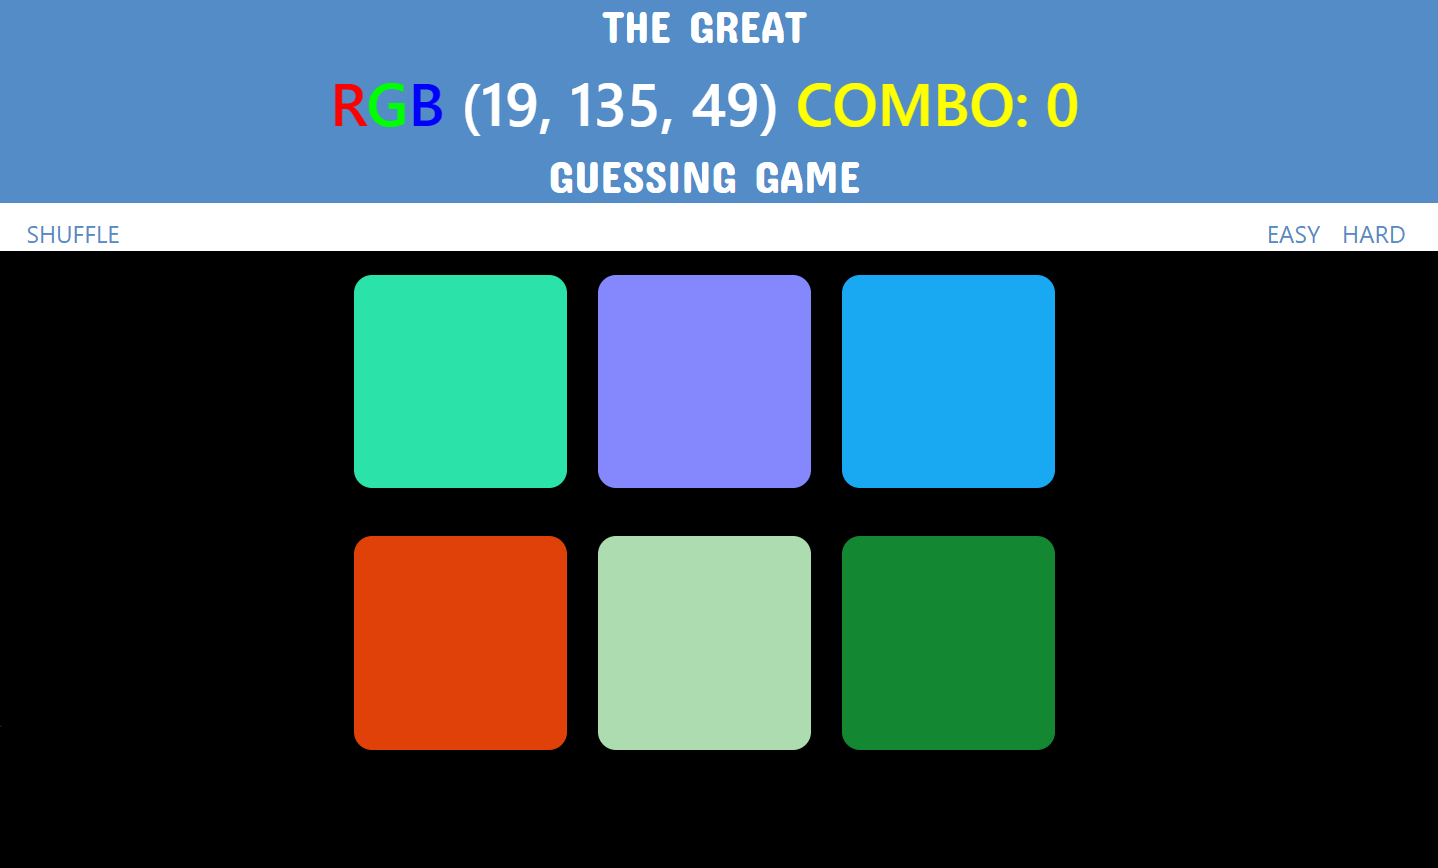 THE GREAT
RGB (19, 135, 49) COMBO: 0
GUESSING GAME
SHUFFLE EASY HARD